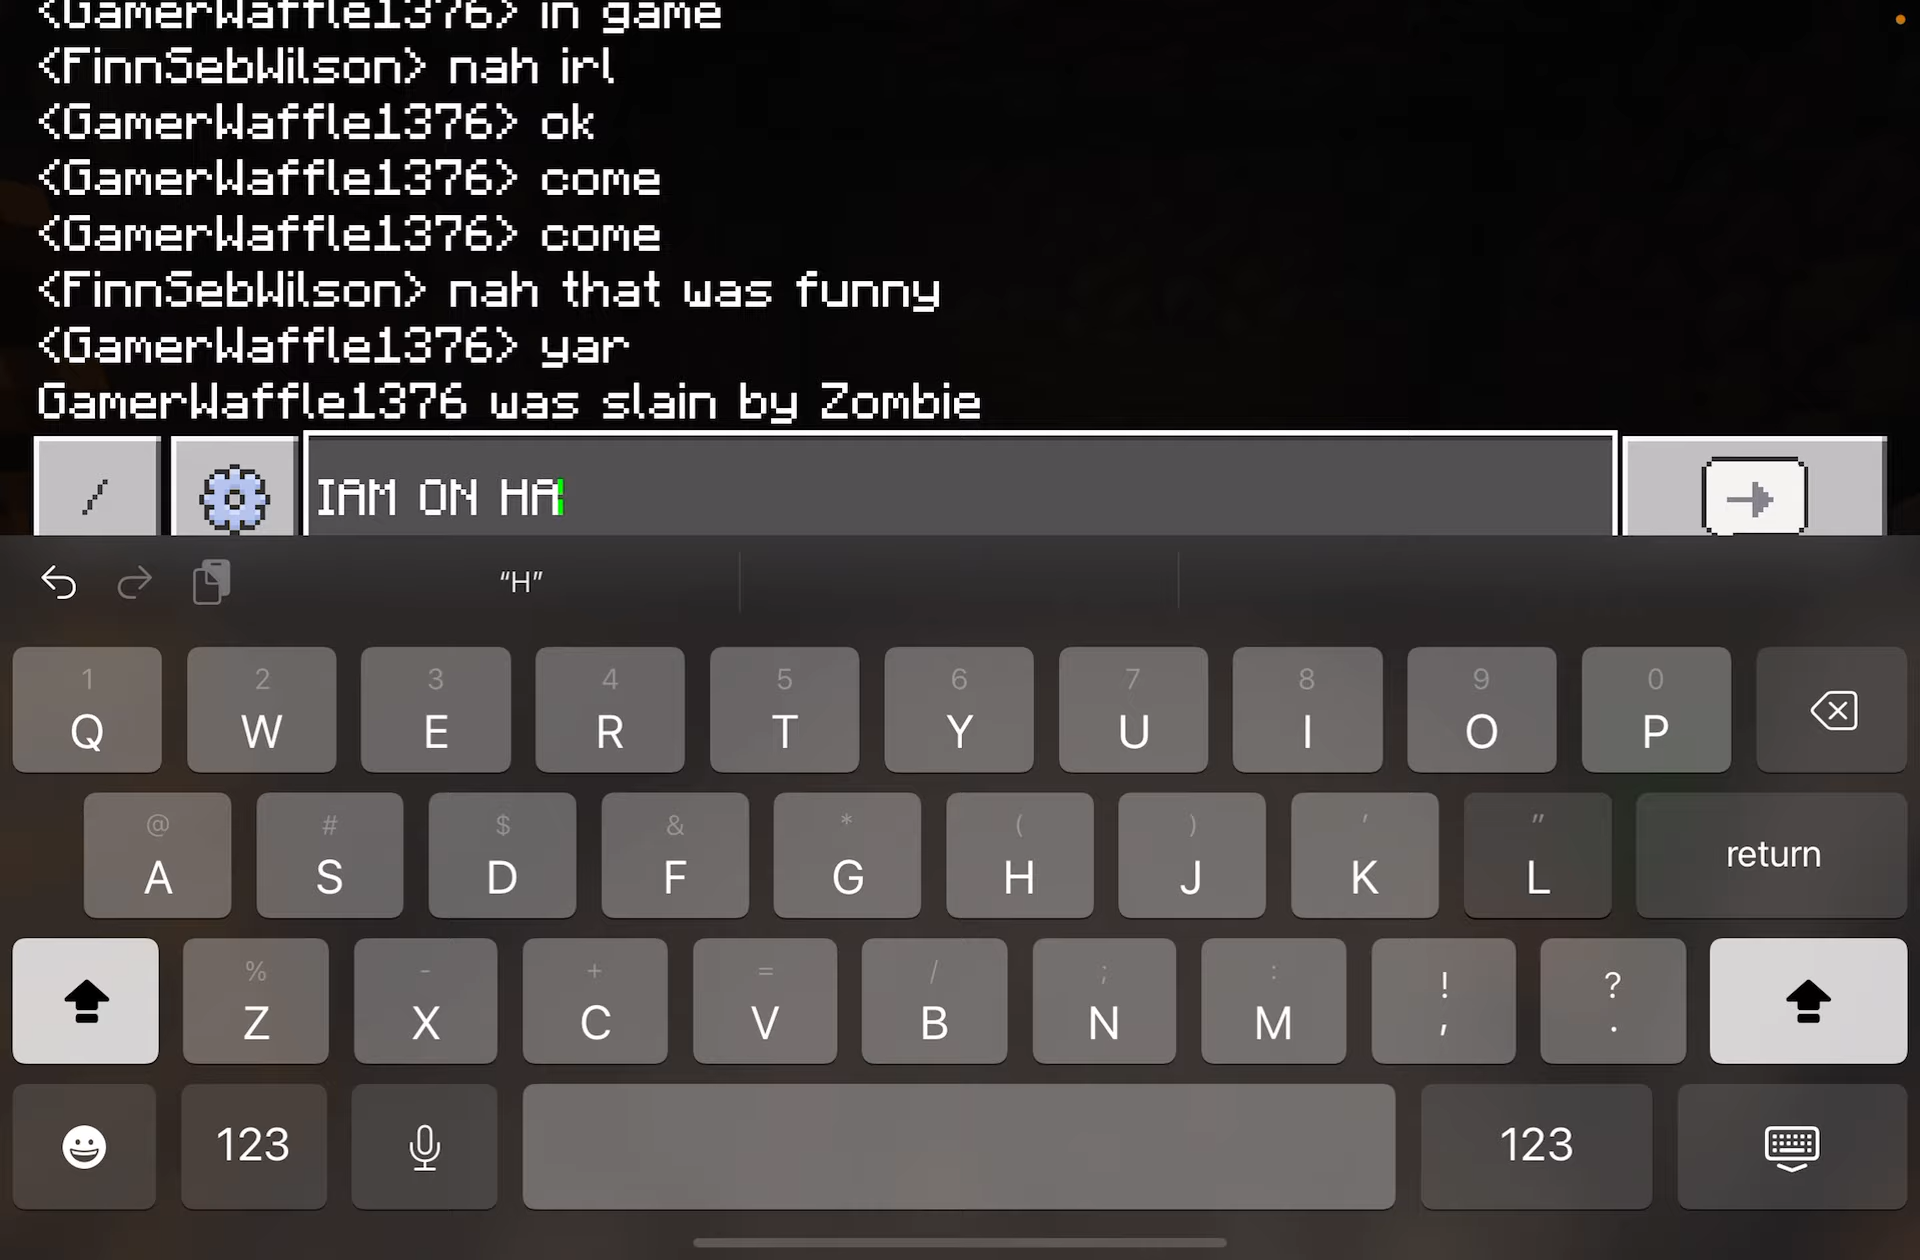 <GamerWaffle1376> in game
<FinnSebWilson> nah irl
<GamerWaffle1376> ok
<GamerWaffle1376> come
<GamerWaffle1376> come
<FinnSebWilson> nah that was funny
<GamerWaffle1376> yar
GamerWaffle1376 was slain by Zombie
/ IAM ON HA
“H”
1 2 3 4 5 6 7 8 9 0
Q W E R T Y U I O P
@ # $ & * ( ) ' "
A S D F G H J K L return
% - + = / ; : ! ?
Z X C V B N M , .
123 123